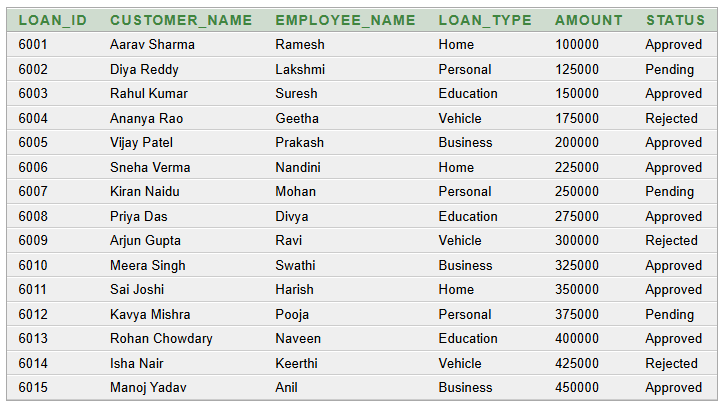 LOAN_ID CUSTOMER_NAME EMPLOYEE_NAME LOAN_TYPE AMOUNT STATUS
6001 Aarav Sharma Ramesh Home 100000 Approved
6002 Diya Reddy Lakshmi Personal 125000 Pending
6003 Rahul Kumar Suresh Education 150000 Approved
6004 Ananya Rao Geetha Vehicle 175000 Rejected
6005 Vijay Patel Prakash Business 200000 Approved
6006 Sneha Verma Nandini Home 225000 Approved
6007 Kiran Naidu Mohan Personal 250000 Pending
6008 Priya Das Divya Education 275000 Approved
6009 Arjun Gupta Ravi Vehicle 300000 Rejected
6010 Meera Singh Swathi Business 325000 Approved
6011 Sai Joshi Harish Home 350000 Approved
6012 Kavya Mishra Pooja Personal 375000 Pending
6013 Rohan Chowdary Naveen Education 400000 Approved
6014 Isha Nair Keerthi Vehicle 425000 Rejected
6015 Manoj Yadav Anil Business 450000 Approved